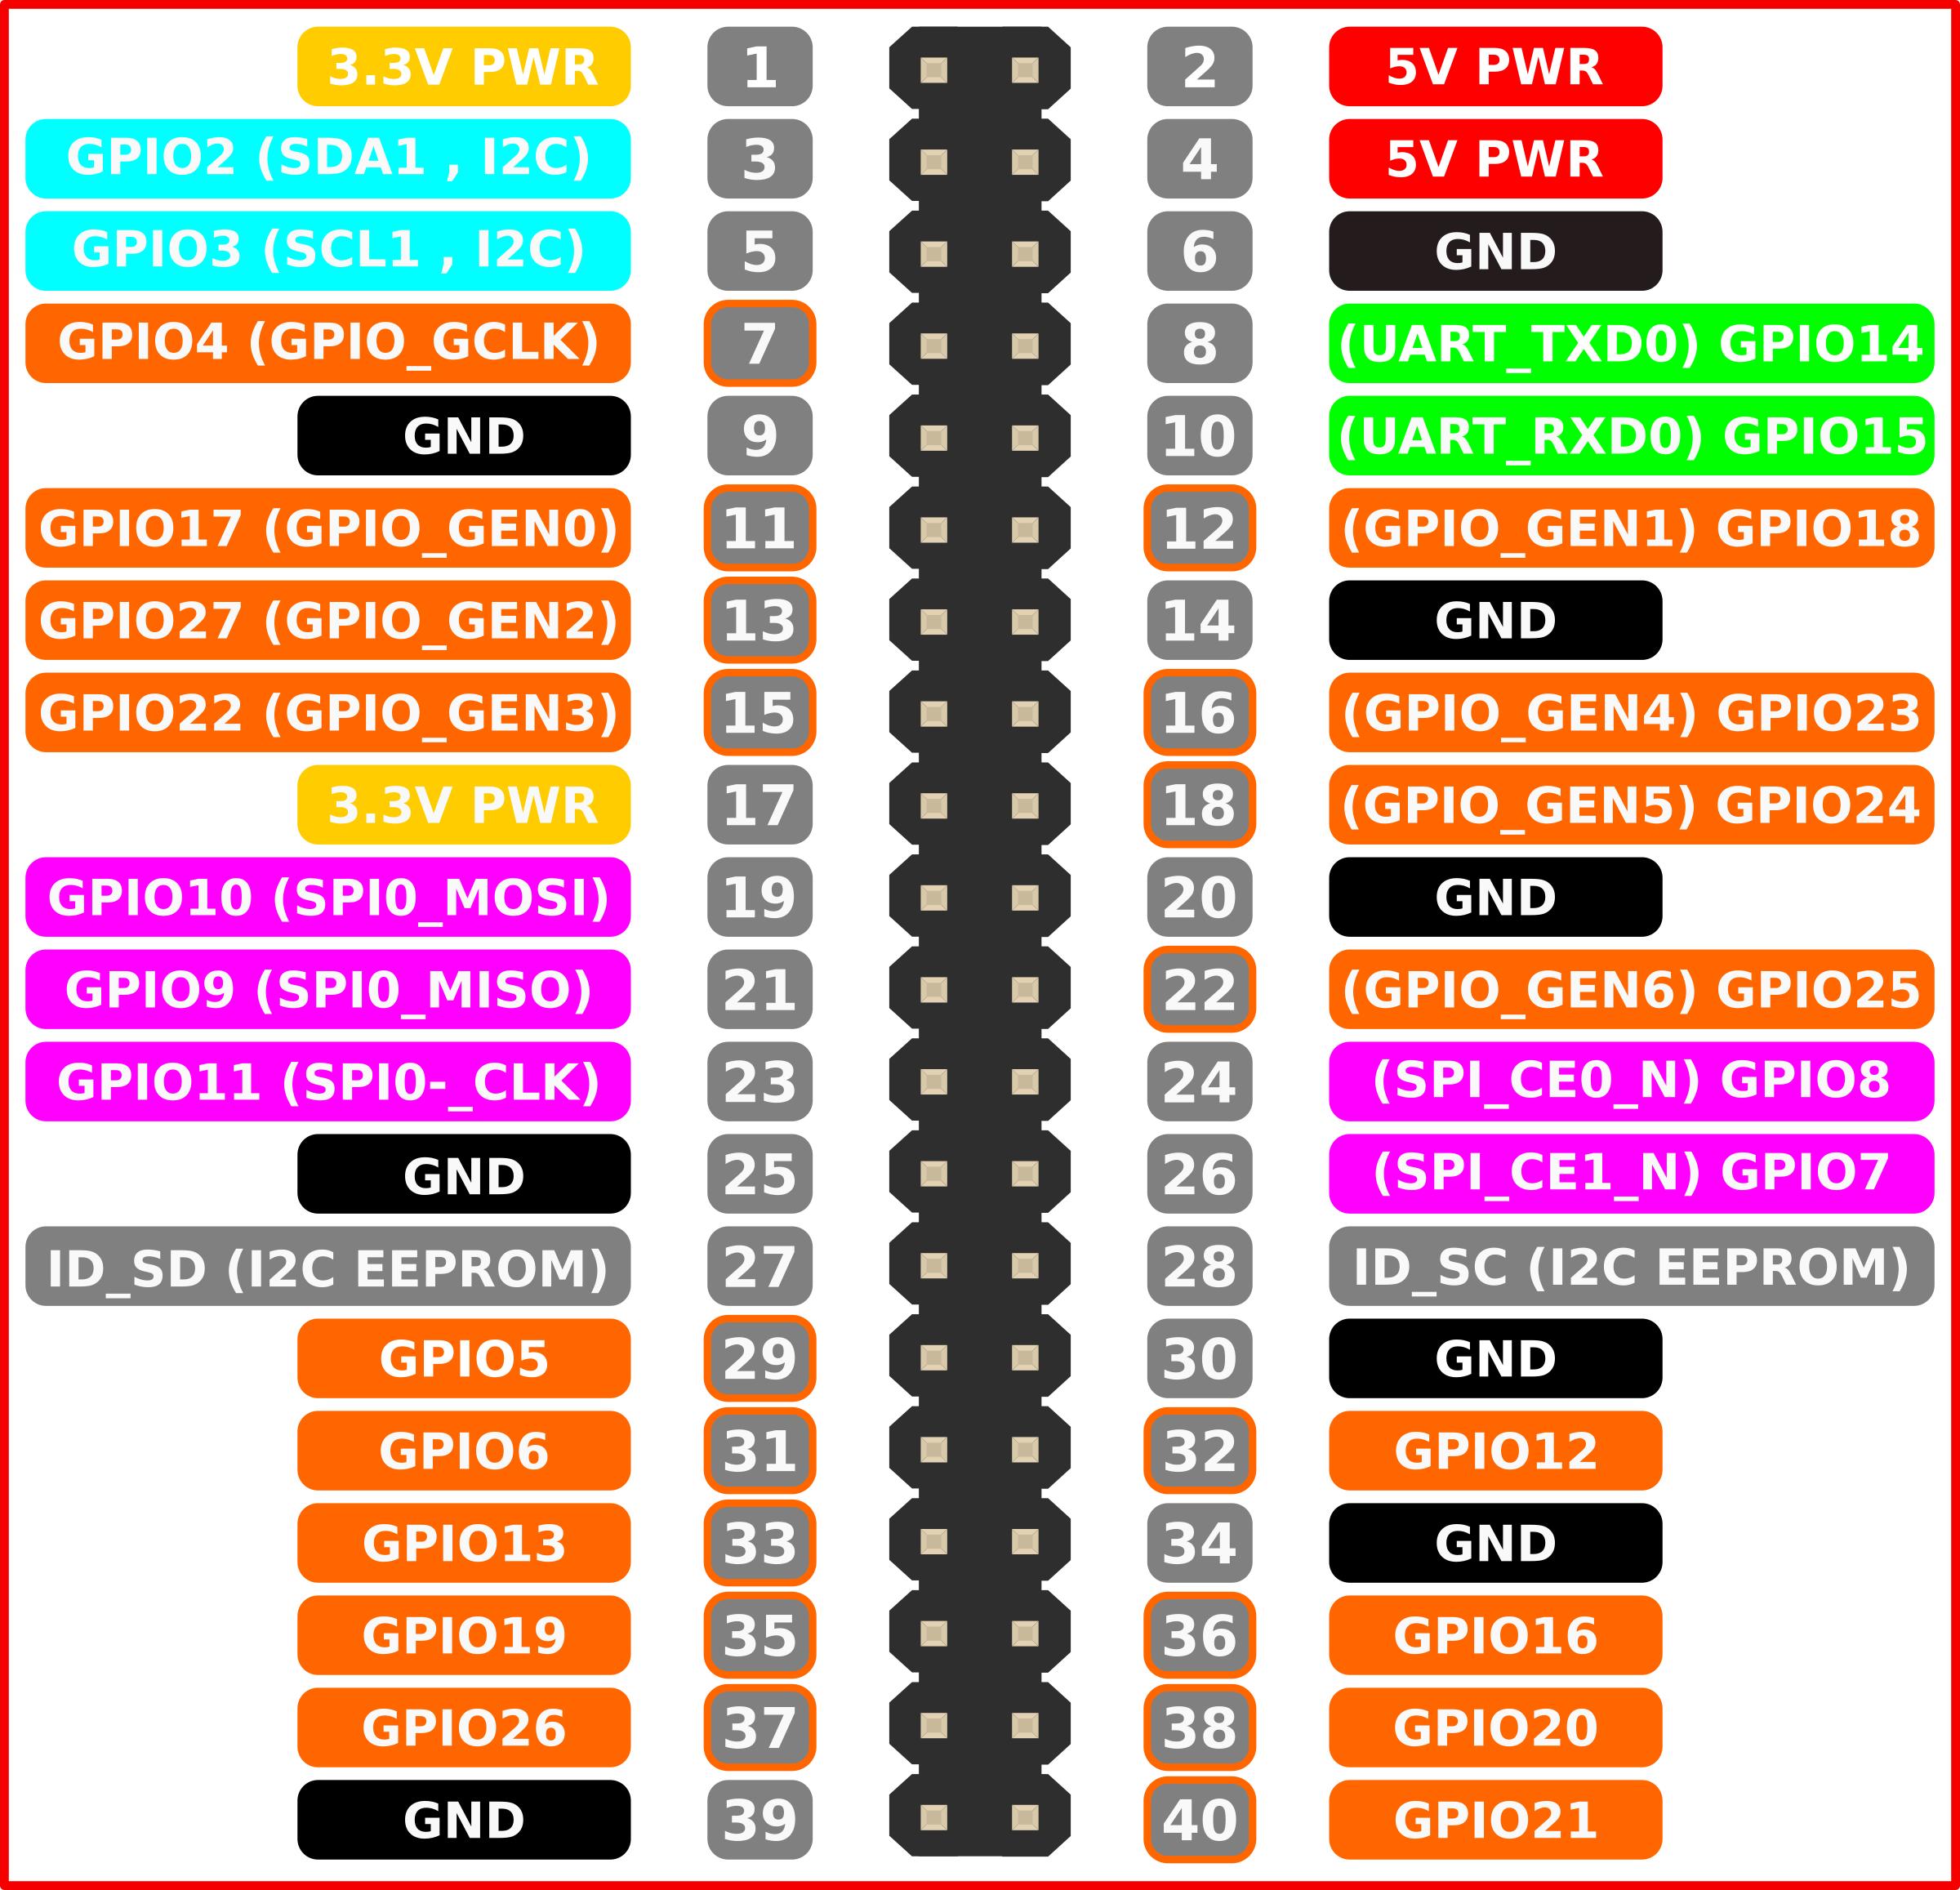 3.3V PWR 1 2 5V PWR
GPIO2 (SDA1 , I2C) 3 4 5V PWR
GPIO3 (SCL1 , I2C) 5 6 GND
GPIO4 (GPIO_GCLK) 7 8 (UART_TXD0) GPIO14
GND 9 10 (UART_RXD0) GPIO15
GPIO17 (GPIO_GEN0) 11 12 (GPIO_GEN1) GPIO18
GPIO27 (GPIO_GEN2) 13 14 GND
GPIO22 (GPIO_GEN3) 15 16 (GPIO_GEN4) GPIO23
3.3V PWR 17 18 (GPIO_GEN5) GPIO24
GPIO10 (SPI0_MOSI) 19 20 GND
GPIO9 (SPI0_MISO) 21 22 (GPIO_GEN6) GPIO25
GPIO11 (SPI0-_CLK) 23 24 (SPI_CE0_N) GPIO8
GND 25 26 (SPI_CE1_N) GPIO7
ID_SD (I2C EEPROM) 27 28 ID_SC (I2C EEPROM)
GPIO5 29 30 GND
GPIO6 31 32 GPIO12
GPIO13 33 34 GND
GPIO19 35 36 GPIO16
GPIO26 37 38 GPIO20
GND 39 40 GPIO21